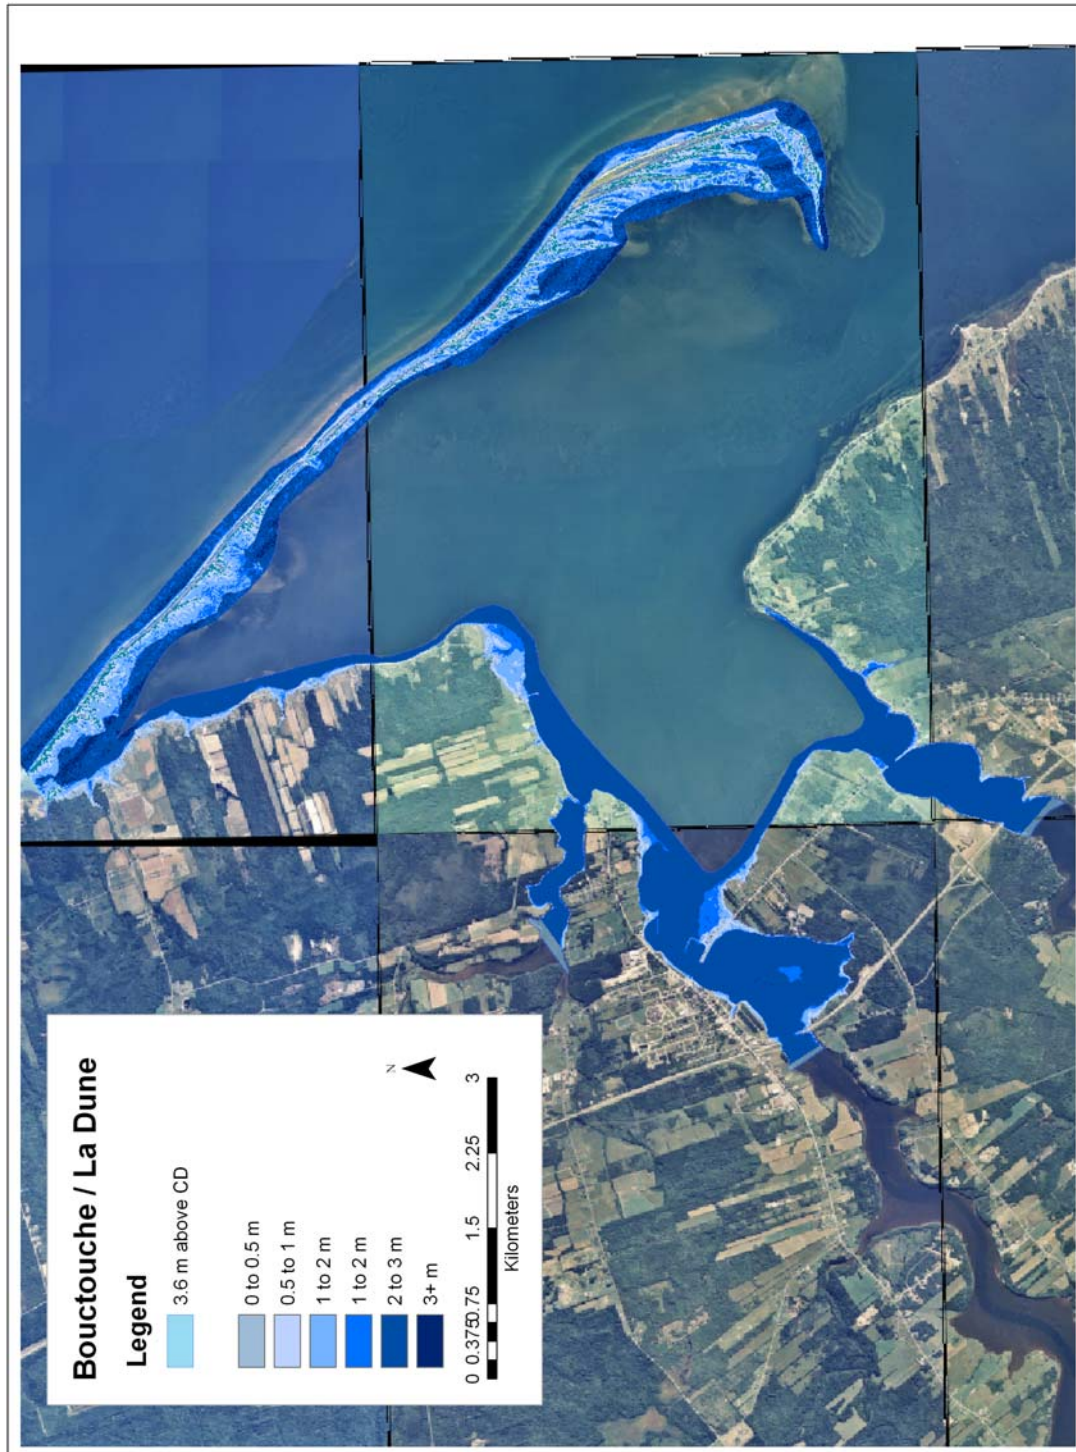 Bouctouche / La Dune
Legend
3.6 m above CD
0 to 0.5 m
0.5 to 1 m
1 to 2 m
1 to 2 m
2 to 3 m
3+ m
N
0 0.375 0.75 1.5 2.25 3
Kilometers